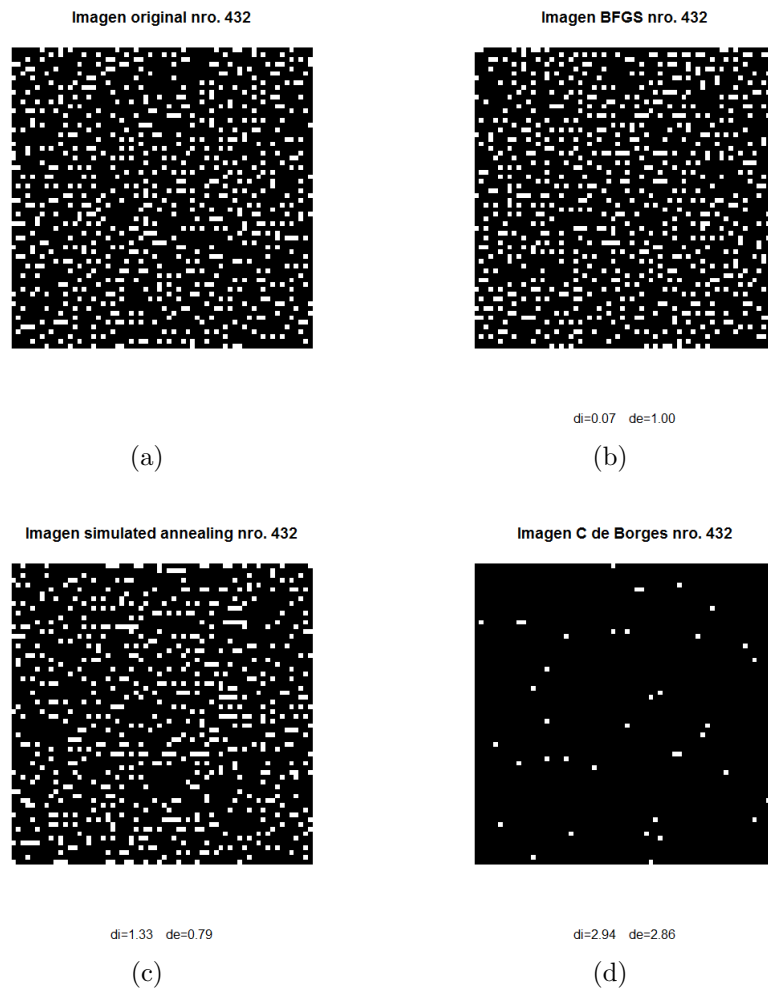 Imagen original nro. 432
Imagen BFGS nro. 432
di=0.07 de=1.00
(a)
(b)
Imagen simulated annealing nro. 432
Imagen C de Borges nro. 432
di=1.33 de=0.79
di=2.94 de=2.86
(c)
(d)